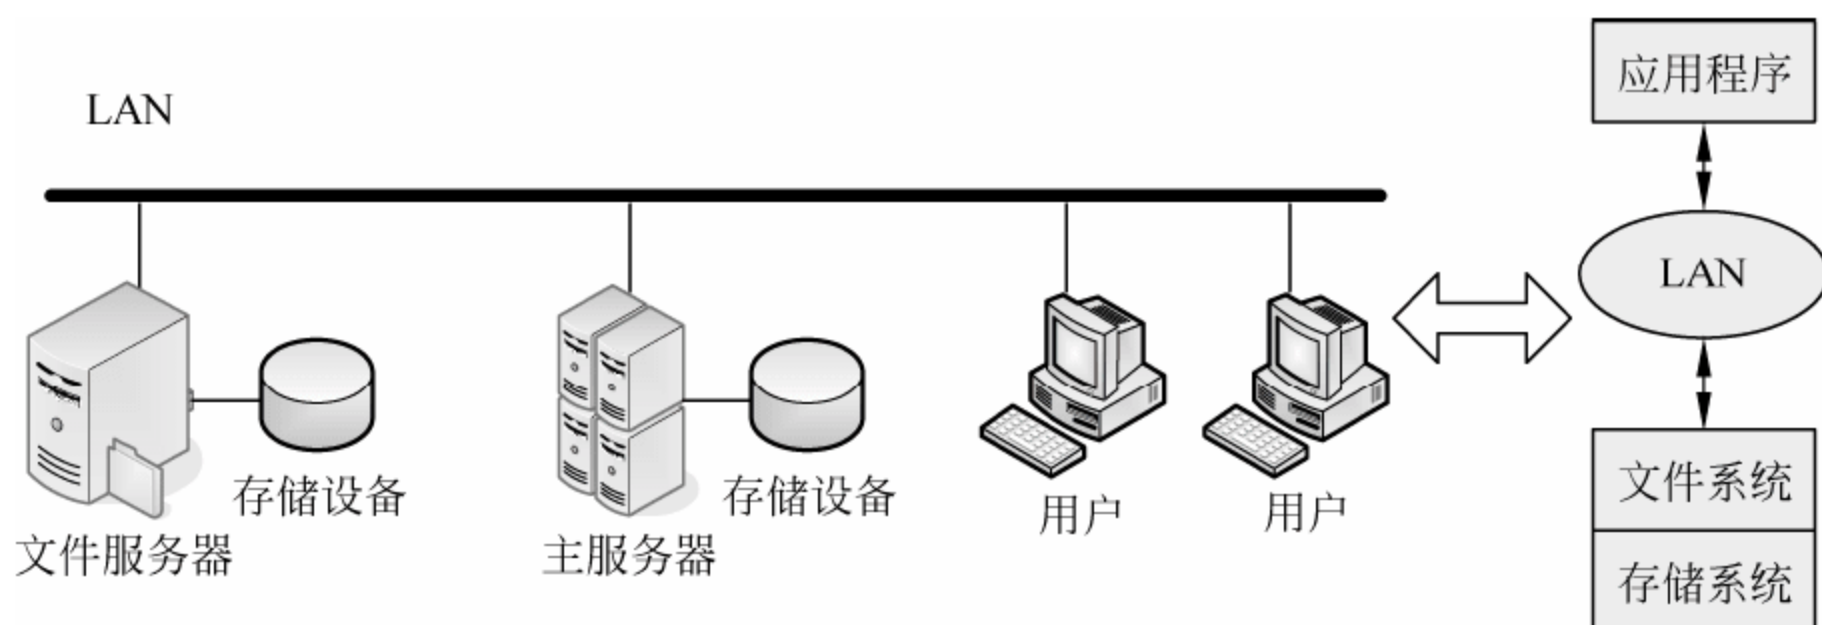 LAN
存储设备
文件服务器
存储设备
主服务器
用户
用户
应用程序
LAN
文件系统
存储系统